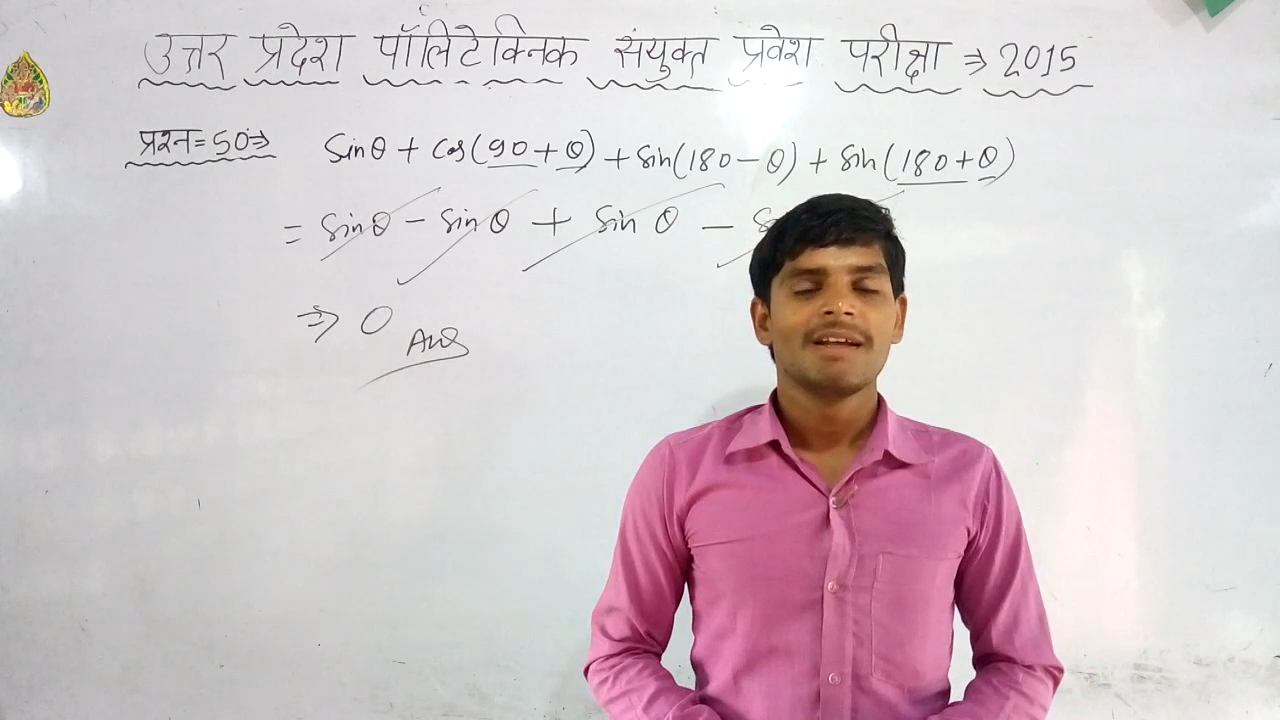 उत्तर प्रदेश पॉलिटेक्निक संयुक्त प्रवेश परीक्षा ⇒ 2015
प्रश्न = 50 ⇒ Sinθ + cos(90 + θ) + Sin(180 - θ) + Sin(180 + θ)
= Sinθ - Sinθ + Sinθ -
⇒ 0 Ans